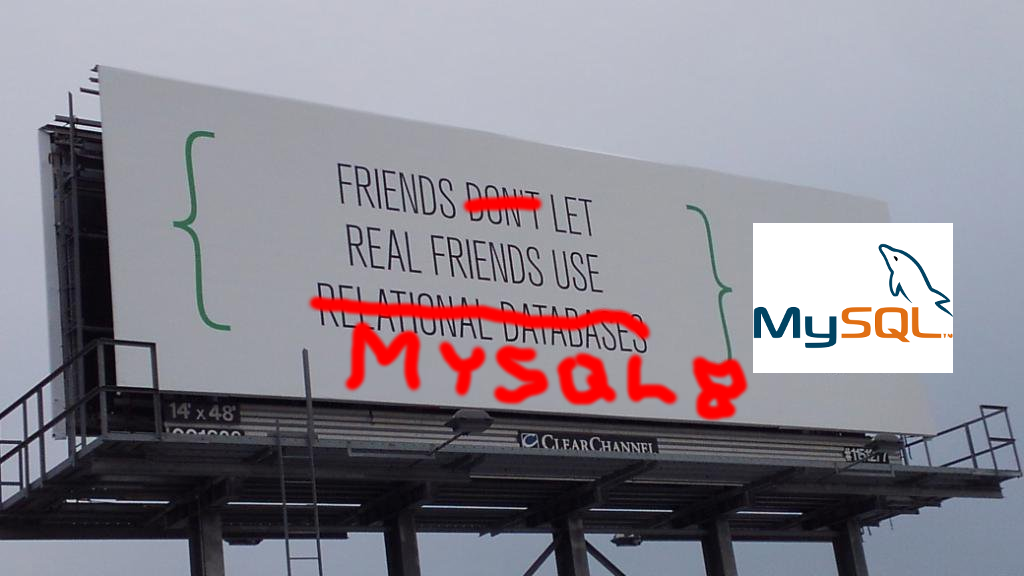 FRIENDS DON'T LET
REAL FRIENDS USE
RELATIONAL DATABASES
MYSQL 8
MySQL
14' x 48'
CLEARCHANNEL